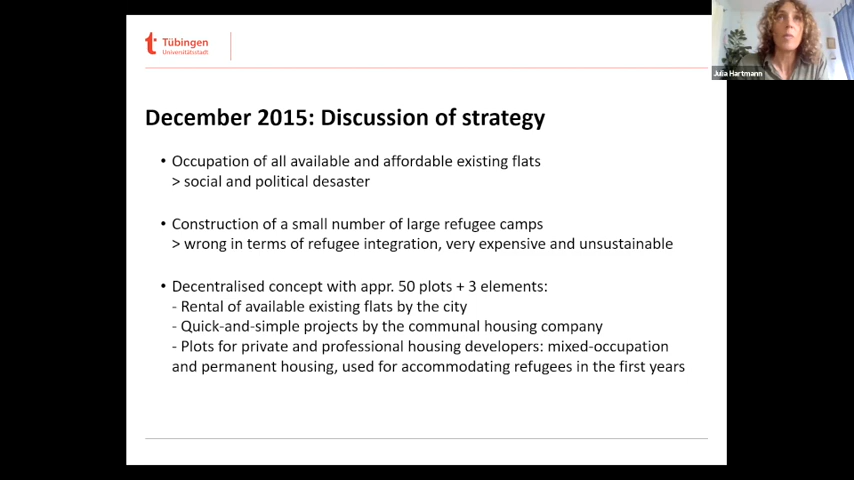 Tübingen
Universitätsstadt
Julia Hartmann
December 2015: Discussion of strategy
• Occupation of all available and affordable existing flats
> social and political desaster
• Construction of a small number of large refugee camps
> wrong in terms of refugee integration, very expensive and unsustainable
• Decentralised concept with appr. 50 plots + 3 elements:
- Rental of available existing flats by the city
- Quick-and-simple projects by the communal housing company
- Plots for private and professional housing developers: mixed-occupation
and permanent housing, used for accommodating refugees in the first years